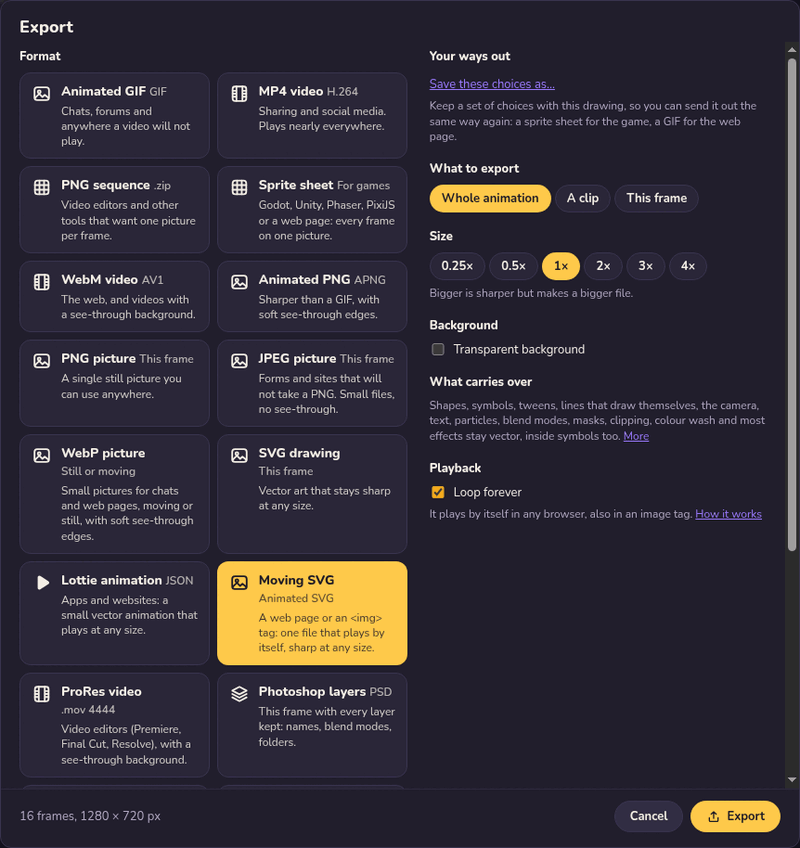 Export
Format
Animated GIF GIF
Chats, forums and
anywhere a video will not
play.
MP4 video H.264
Sharing and social media.
Plays nearly everywhere.
PNG sequence .zip
Video editors and other
tools that want one picture
per frame.
Sprite sheet For games
Godot, Unity, Phaser, PixiJS
or a web page: every frame
on one picture.
WebM video AV1
The web, and videos with
a see-through background.
Animated PNG APNG
Sharper than a GIF, with
soft see-through edges.
PNG picture This frame
A single still picture you
can use anywhere.
JPEG picture This frame
Forms and sites that will
not take a PNG. Small files,
no see-through.
WebP picture
Still or moving
Small pictures for chats
and web pages, moving or
still, with soft see-through
edges.
SVG drawing
This frame
Vector art that stays sharp
at any size.
Lottie animation JSON
Apps and websites: a
small vector animation that
plays at any size.
Moving SVG
Animated SVG
A web page or an <img>
tag: one file that plays by
itself, sharp at any size.
ProRes video
.mov 4444
Video editors (Premiere,
Final Cut, Resolve), with a
see-through background.
Photoshop layers PSD
This frame with every layer
kept: names, blend modes,
folders.
Your ways out
Save these choices as...
Keep a set of choices with this drawing, so you can send it out the
same way again: a sprite sheet for the game, a GIF for the web
page.
What to export
Whole animation A clip This frame
Size
0.25x 0.5x 1x 2x 3x 4x
Bigger is sharper but makes a bigger file.
Background
Transparent background
What carries over
Shapes, symbols, tweens, lines that draw themselves, the camera,
text, particles, blend modes, masks, clipping, colour wash and most
effects stay vector, inside symbols too. More
Playback
Loop forever
It plays by itself in any browser, also in an image tag. How it works
16 frames, 1280 × 720 px
Cancel
Export